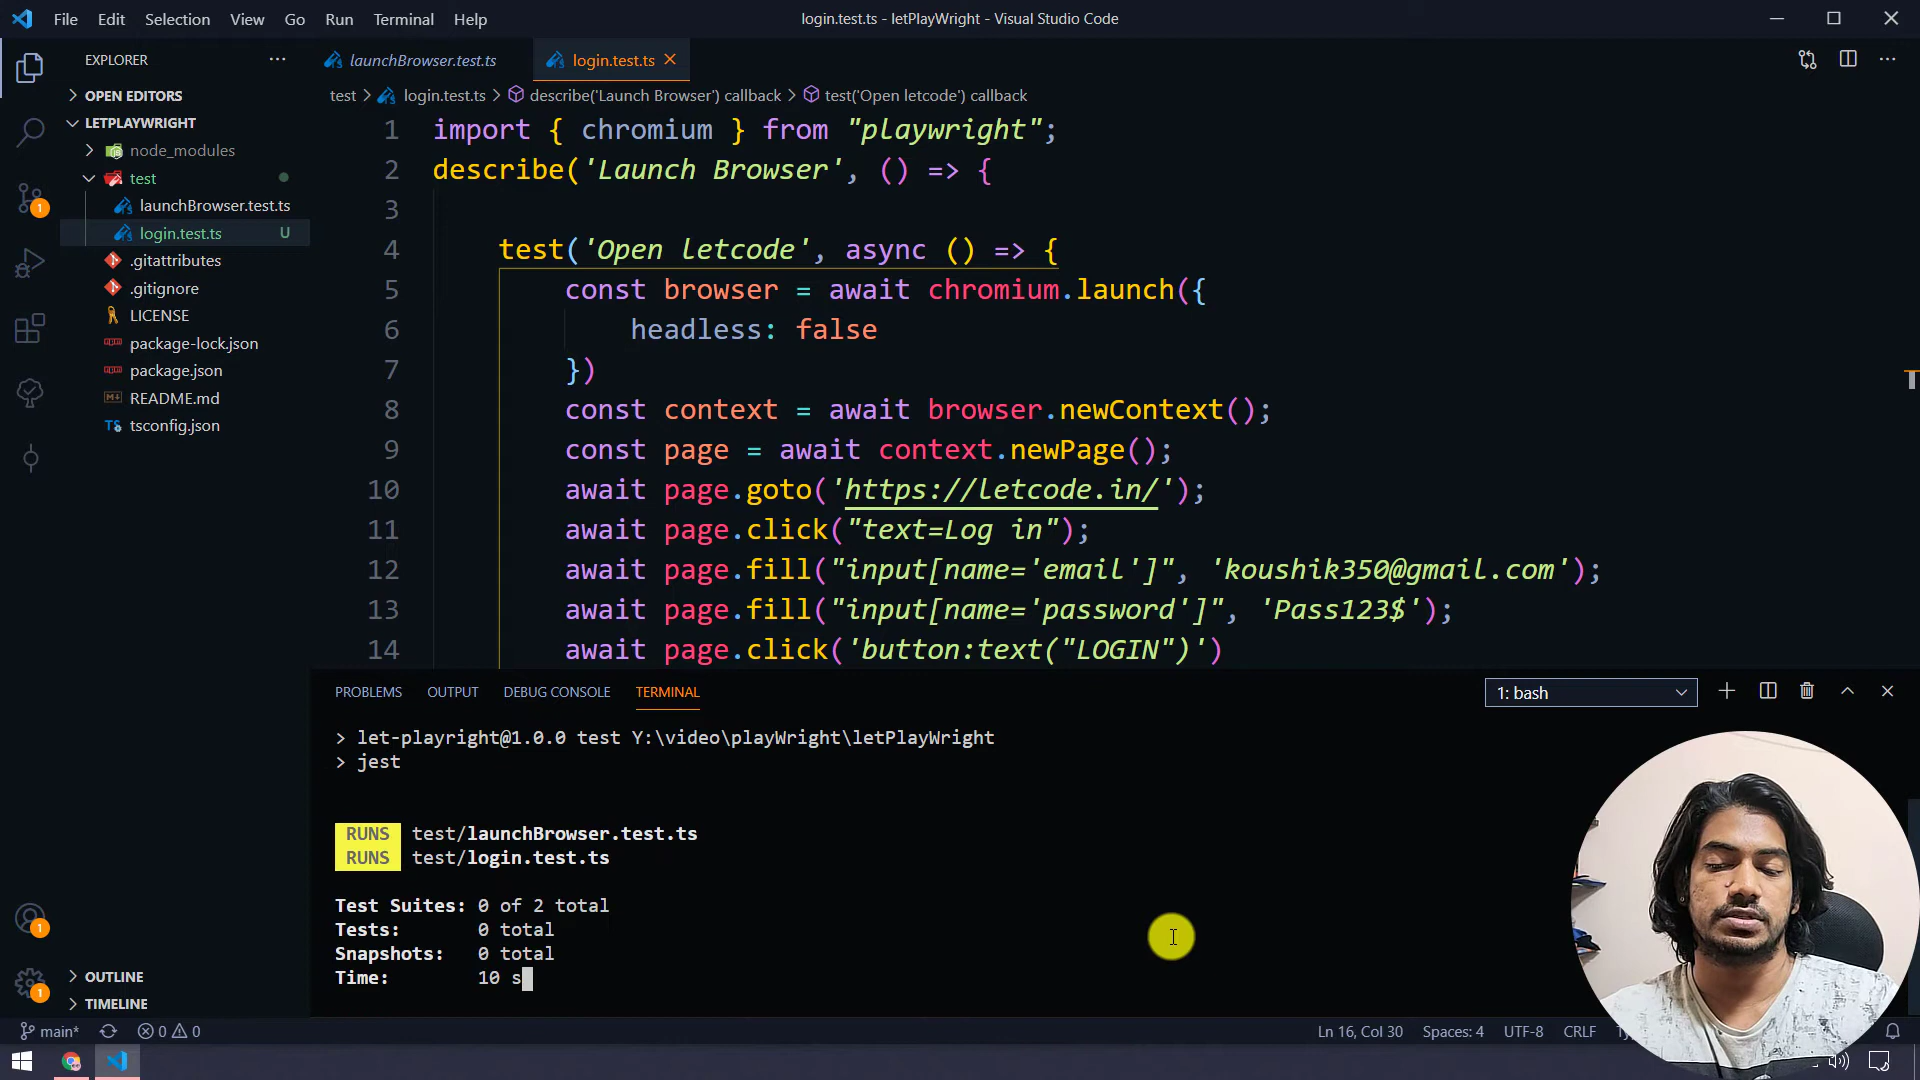 File Edit Selection View Go Run Terminal Help
login.test.ts - letPlayWright - Visual Studio Code
EXPLORER
OPEN EDITORS
LETPLAYWRIGHT
node_modules
test
launchBrowser.test.ts
login.test.ts U
.gitattributes
.gitignore
LICENSE
package-lock.json
package.json
README.md
TS tsconfig.json
OUTLINE
TIMELINE
launchBrowser.test.ts login.test.ts
test > login.test.ts > describe('Launch Browser') callback > test('Open letcode') callback
1 import { chromium } from "playwright";
2 describe('Launch Browser', () => {
3
4 test('Open letcode', async () => {
5 const browser = await chromium.launch({
6 headless: false
7 })
8 const context = await browser.newContext();
9 const page = await context.newPage();
10 await page.goto('https://letcode.in/');
11 await page.click("text=Log in");
12 await page.fill("input[name='email']", 'koushik350@gmail.com');
13 await page.fill("input[name='password']", 'Pass123$');
14 await page.click('button:text("LOGIN")')
PROBLEMS OUTPUT DEBUG CONSOLE TERMINAL
1: bash
> let-playright@1.0.0 test Y:\video\playWright\letPlayWright
> jest
RUNS test/launchBrowser.test.ts
RUNS test/login.test.ts
Test Suites: 0 of 2 total
Tests: 0 total
Snapshots: 0 total
Time: 10 s
1
1
1
main* 0 0
Ln 16, Col 30 Spaces: 4 UTF-8 CRLF